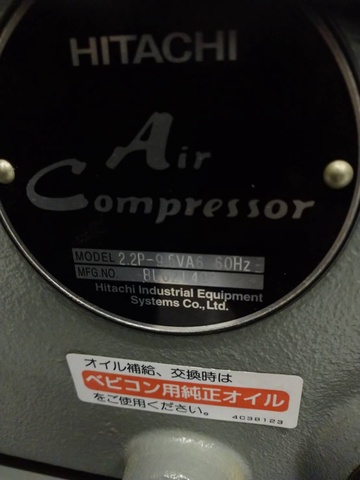 HITACHI
Air
Compressor
MODEL 2.2P-9.5VA6 60Hz
MFG.NO.
Hitachi Industrial Equipment
Systems Co., Ltd.
オイル補給、交換時は
ベビコン用純正オイル
をご使用ください。
4C38123